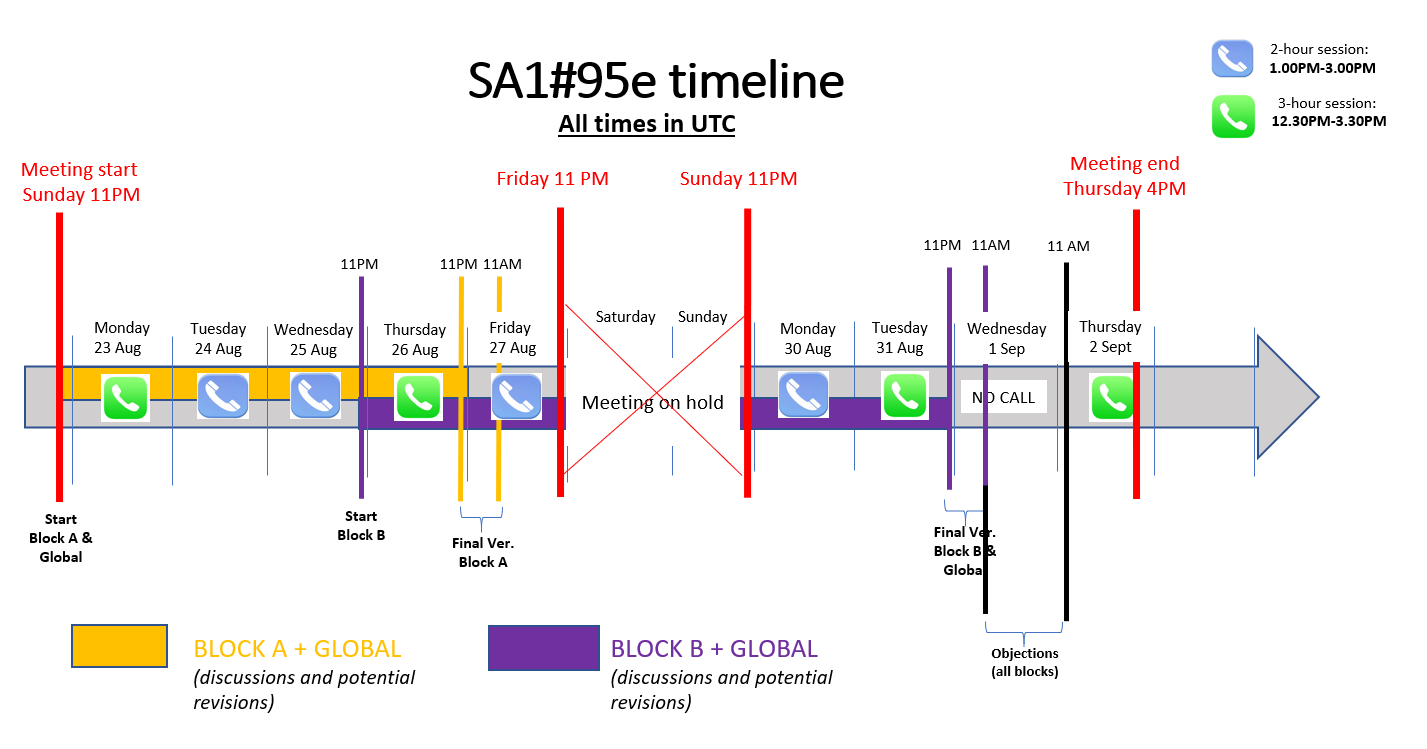 SA1#95e timeline
All times in UTC
2-hour session:
1.00PM-3.00PM
3-hour session:
12.30PM-3.30PM
Meeting start
Sunday 11PM
Friday 11 PM
Sunday 11PM
Meeting end
Thursday 4PM
11PM
11PM
11AM
11PM
11AM
11 AM
Monday
23 Aug
Tuesday
24 Aug
Wednesday
25 Aug
Thursday
26 Aug
Friday
27 Aug
Saturday
Sunday
Monday
30 Aug
Tuesday
31 Aug
Wednesday
1 Sep
Thursday
2 Sept
Meeting on hold
NO CALL
Start
Block A &
Global
Start
Block B
Final Ver.
Block A
Final Ver.
Block B &
Global
Objections
(all blocks)
BLOCK A + GLOBAL
(discussions and potential
revisions)
BLOCK B + GLOBAL
(discussions and potential
revisions)